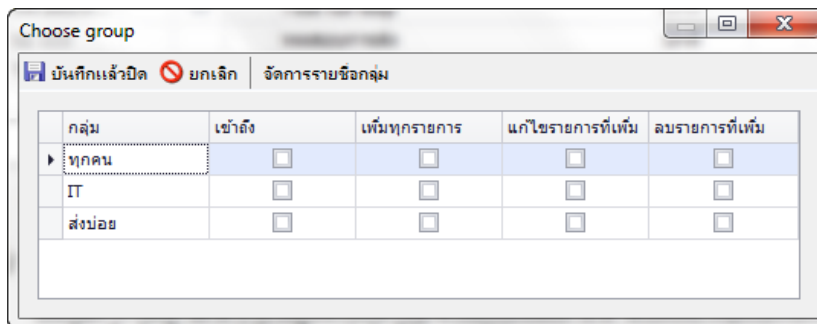 Choose group
บันทึกแล้วปิด ยกเลิก จัดการรายชื่อกลุ่ม
กลุ่ม เข้าถึง เพิ่มทุกรายการ แก้ไขรายการที่เพิ่ม ลบรายการที่เพิ่ม
ทุกคน
IT
ส่งบ่อย